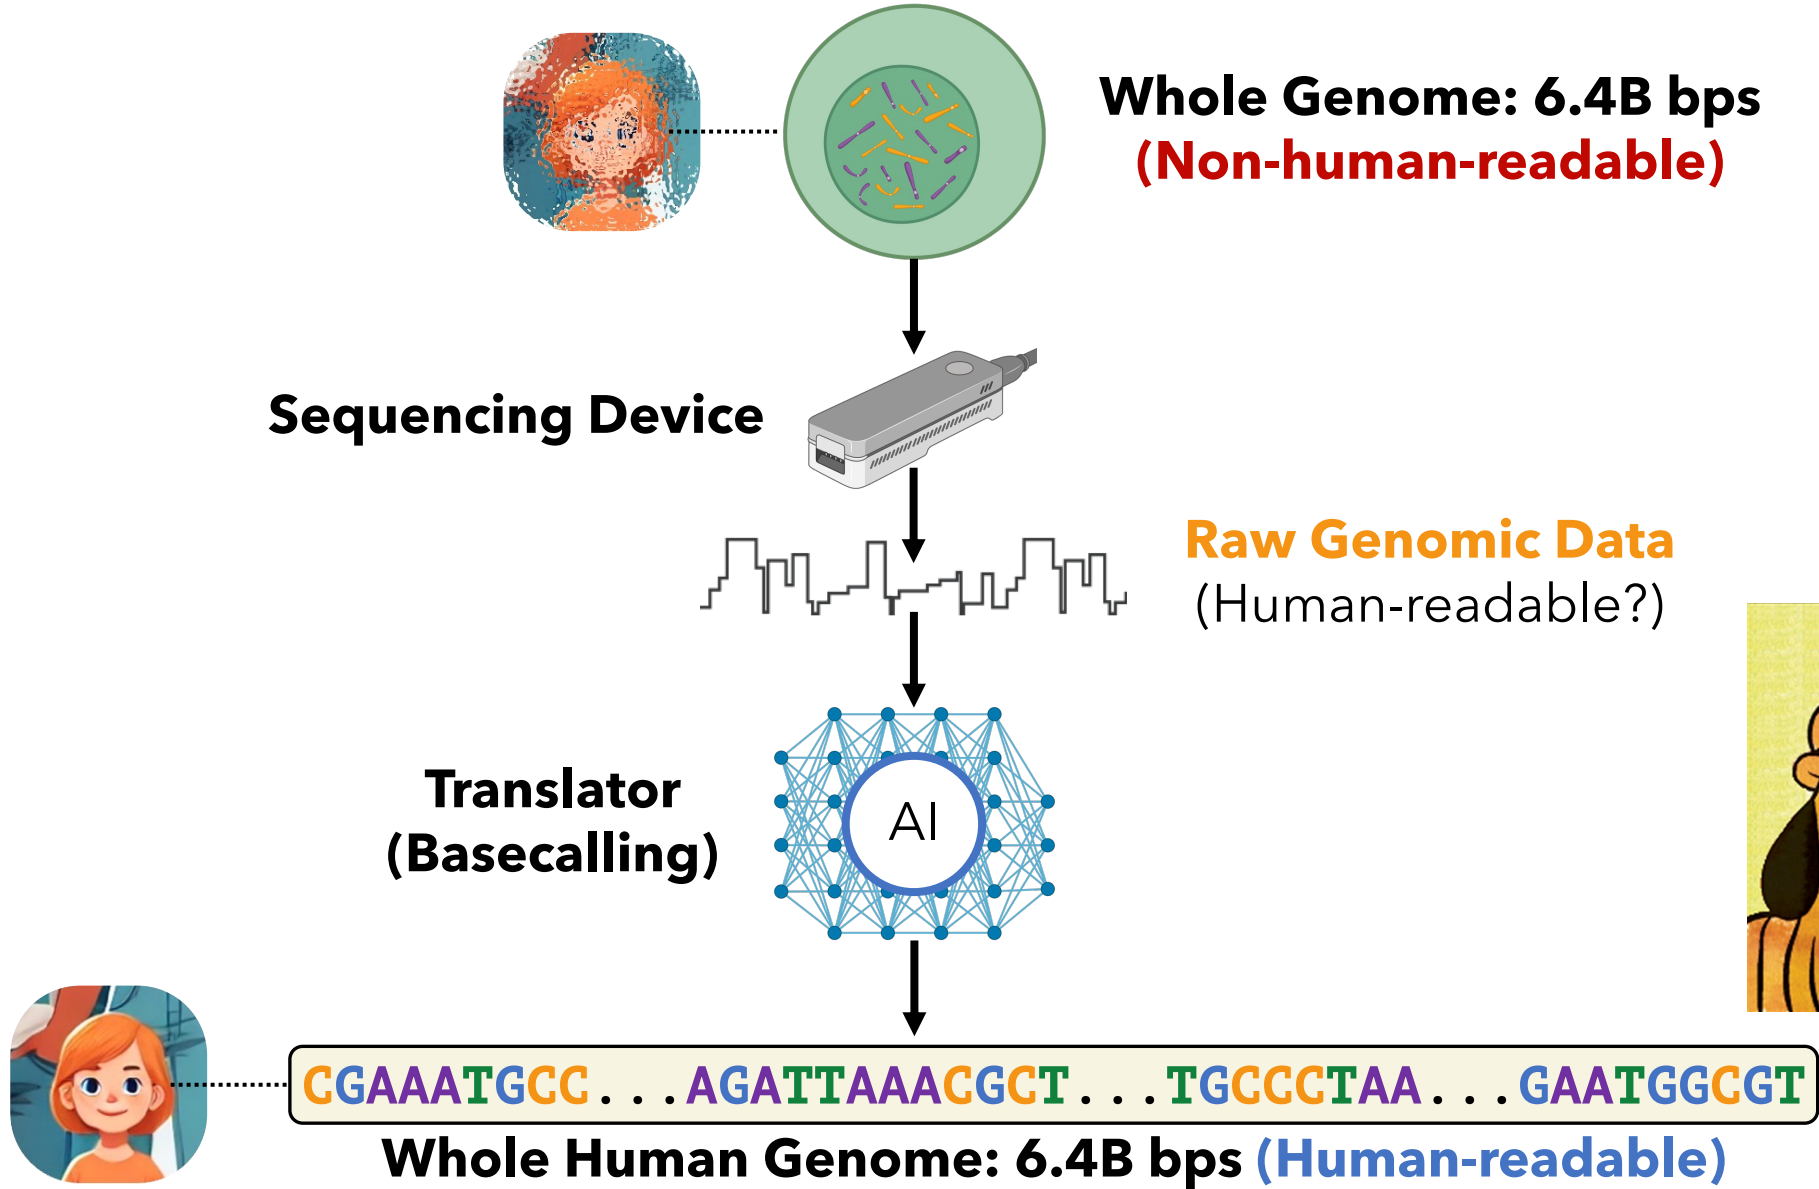 Whole Genome: 6.4B bps
(Non-human-readable)
Sequencing Device
Raw Genomic Data
(Human-readable?)
Translator
(Basecalling)
AI
CGAAATGCC...AGATTAAACGCT...TGCCCTAA...GAATGGCGT
Whole Human Genome: 6.4B bps (Human-readable)